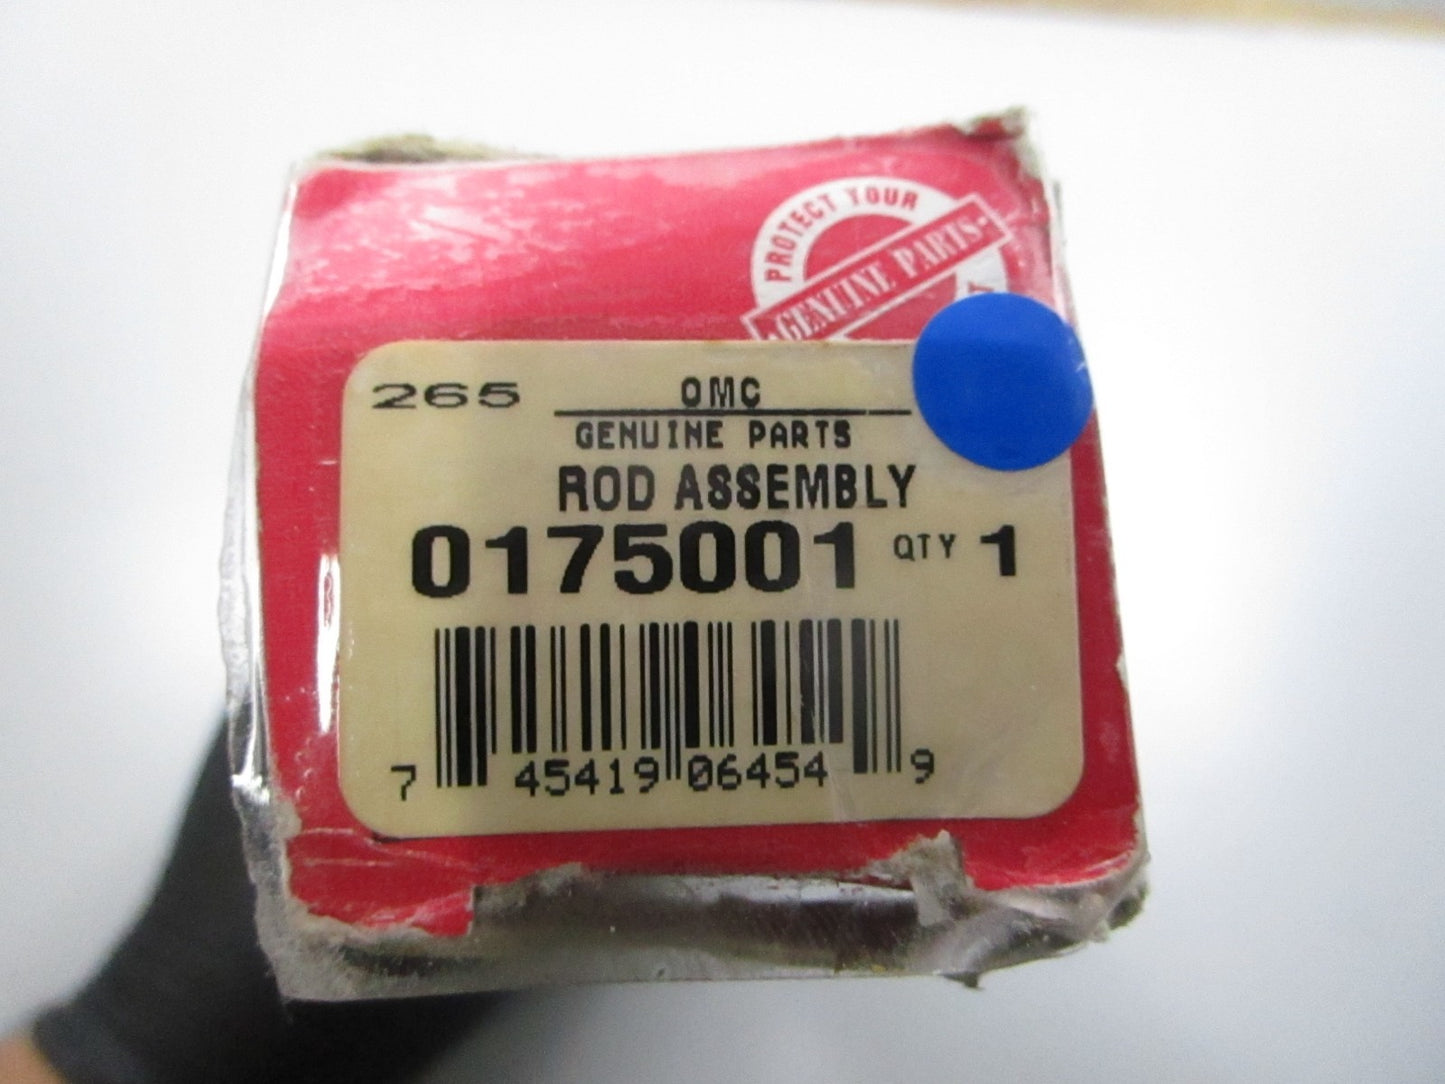 PROTECT YOUR
·GENUINE PARTS·
265 OMC
GENUINE PARTS
ROD ASSEMBLY
0175001 QTY 1
7 45419 06454 9